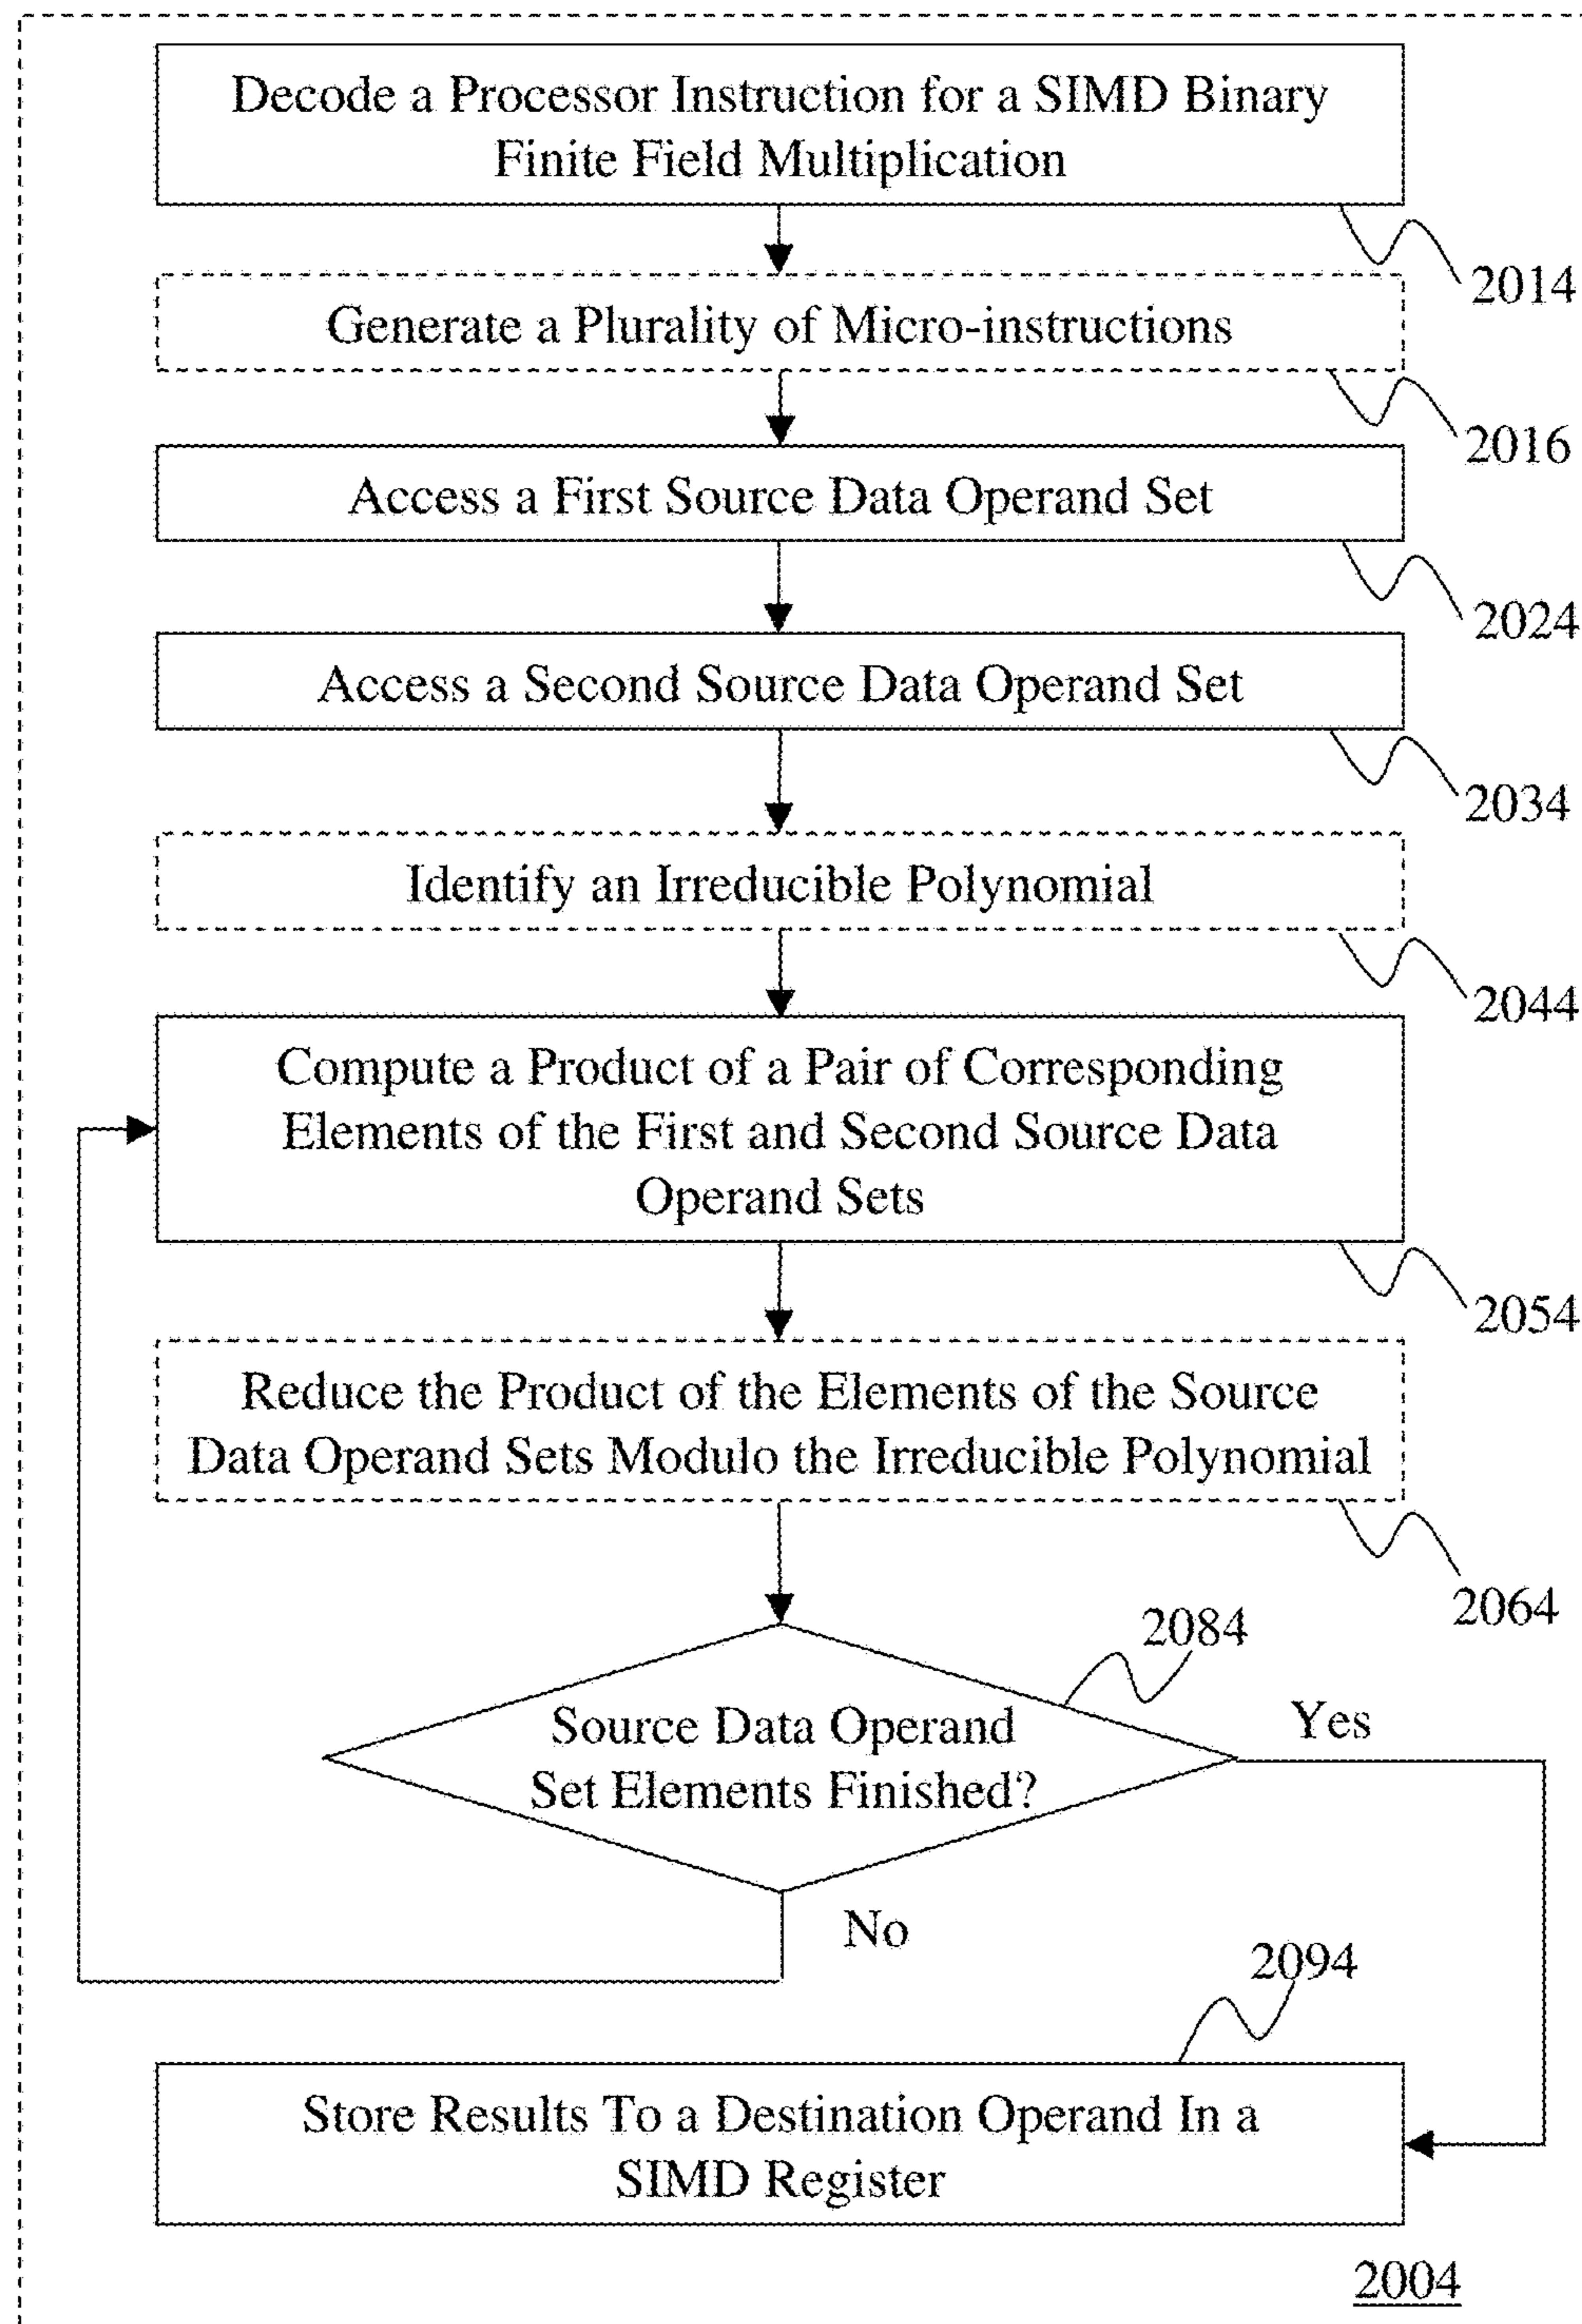 Decode a Processor Instruction for a SIMD Binary
Finite Field Multiplication
2014
Generate a Plurality of Micro-instructions
2016
Access a First Source Data Operand Set
2024
Access a Second Source Data Operand Set
2034
Identify an Irreducible Polynomial
2044
Compute a Product of a Pair of Corresponding
Elements of the First and Second Source Data
Operand Sets
2054
Reduce the Product of the Elements of the Source
Data Operand Sets Modulo the Irreducible Polynomial
2064
2084
Source Data Operand
Set Elements Finished?
Yes
No
2094
Store Results To a Destination Operand In a
SIMD Register
2004